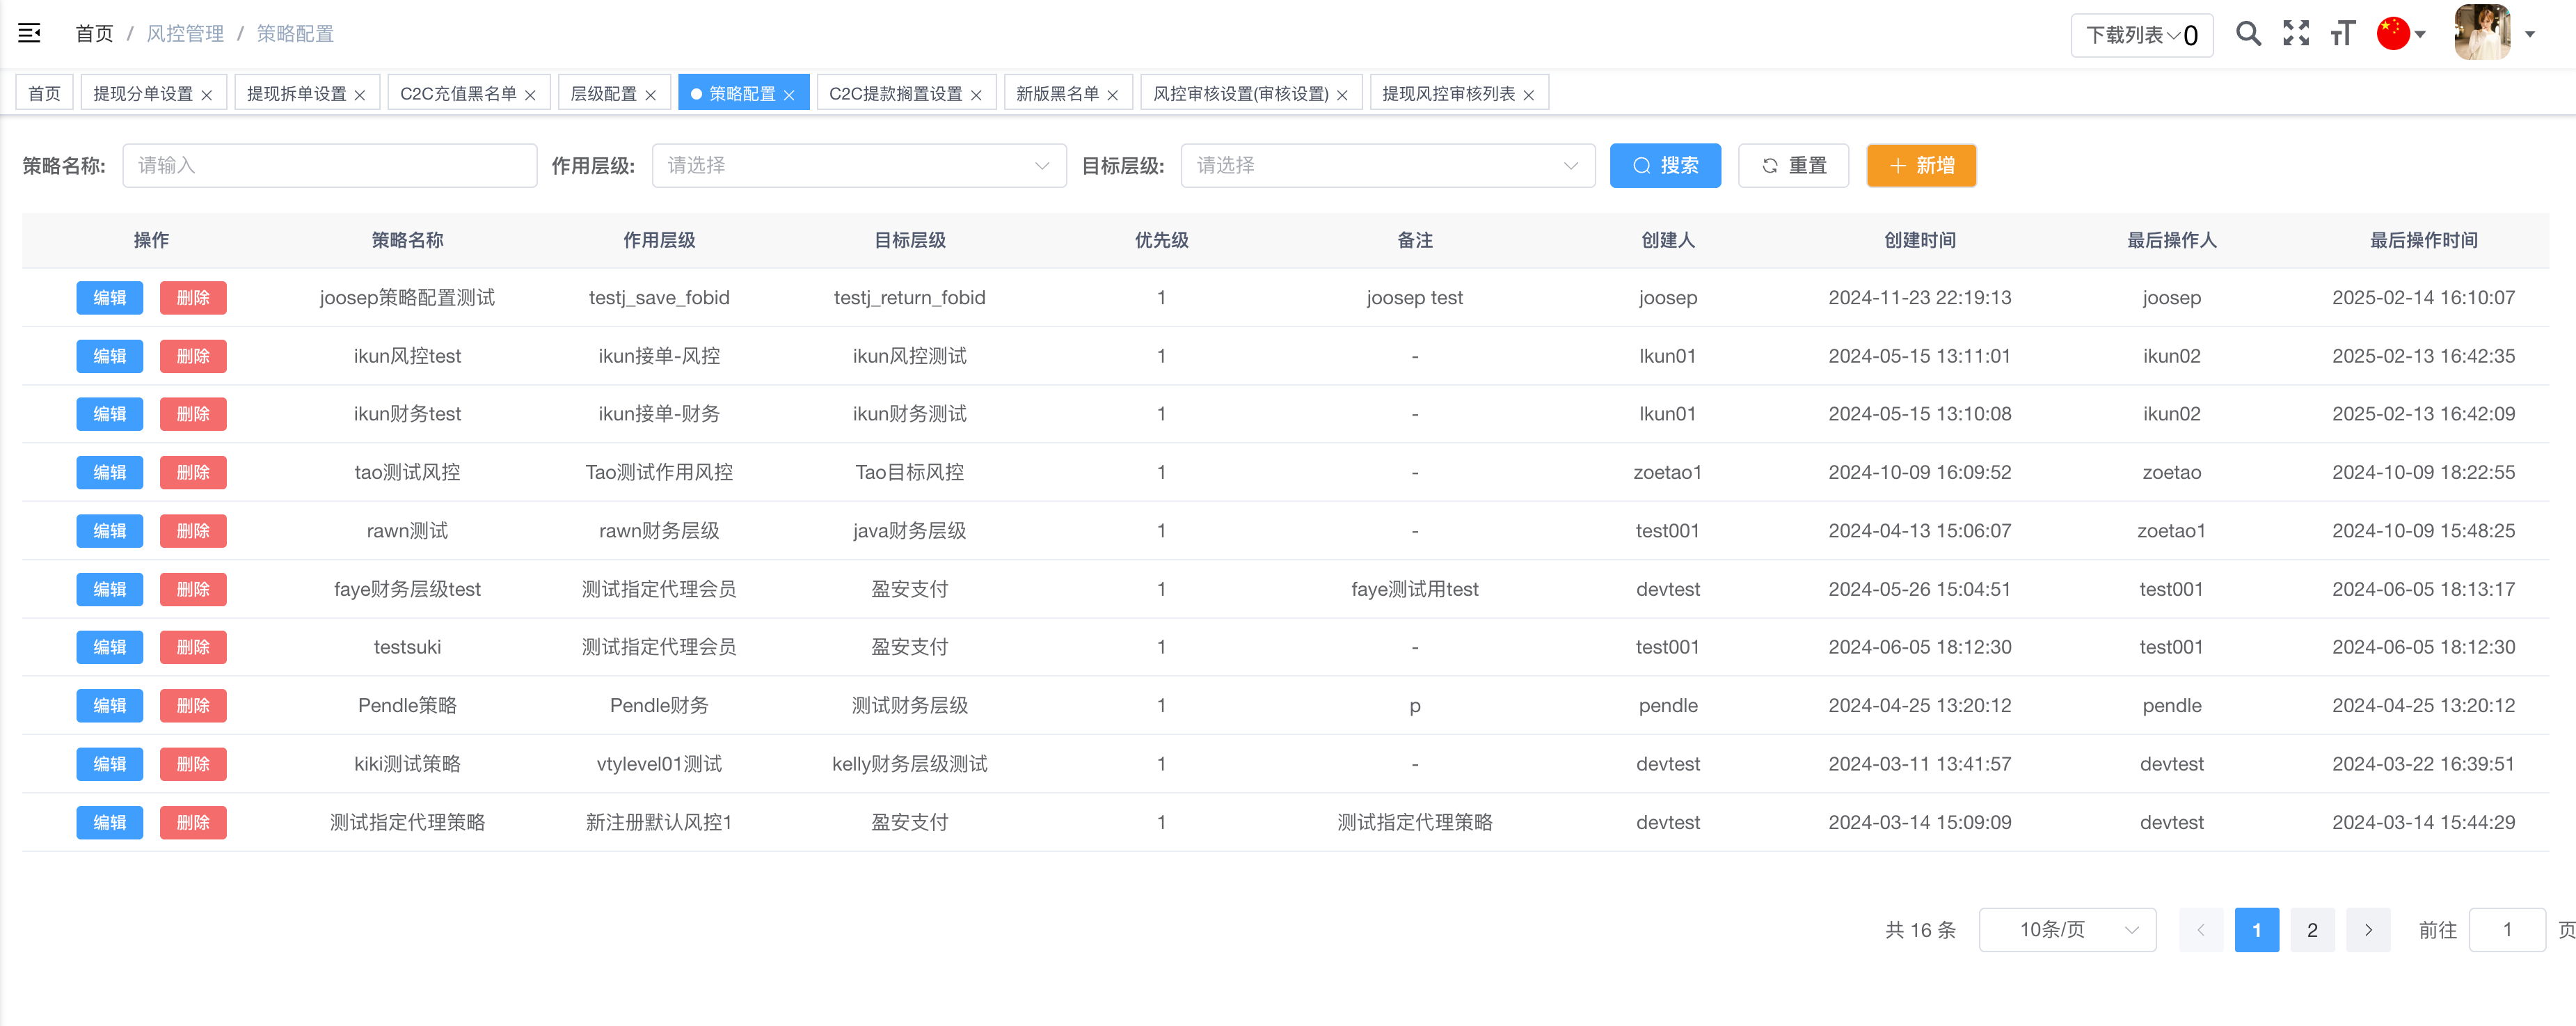 首页 / 风控管理 / 策略配置
下载列表 0
首页 提现分单设置 提现拆单设置 C2C充值黑名单 层级配置 策略配置 C2C提款搁置设置 新版黑名单 风控审核设置(审核设置) 提现风控审核列表
策略名称: 请输入 作用层级: 请选择 目标层级: 请选择 搜索 重置 新增
操作 策略名称 作用层级 目标层级 优先级 备注 创建人 创建时间 最后操作人 最后操作时间
编辑 删除 joosep策略配置测试 testj_save_fobid testj_return_fobid 1 joosep test joosep 2024-11-23 22:19:13 joosep 2025-02-14 16:10:07
编辑 删除 ikun风控test ikun接单-风控 ikun风控测试 1 - Ikun01 2024-05-15 13:11:01 ikun02 2025-02-13 16:42:35
编辑 删除 ikun财务test ikun接单-财务 ikun财务测试 1 - Ikun01 2024-05-15 13:10:08 ikun02 2025-02-13 16:42:09
编辑 删除 tao测试风控 Tao测试作用风控 Tao目标风控 1 - zoetao1 2024-10-09 16:09:52 zoetao 2024-10-09 18:22:55
编辑 删除 rawn测试 rawn财务层级 java财务层级 1 - test001 2024-04-13 15:06:07 zoetao1 2024-10-09 15:48:25
编辑 删除 faye财务层级test 测试指定代理会员 盈安支付 1 faye测试用test devtest 2024-05-26 15:04:51 test001 2024-06-05 18:13:17
编辑 删除 testsuki 测试指定代理会员 盈安支付 1 - test001 2024-06-05 18:12:30 test001 2024-06-05 18:12:30
编辑 删除 Pendle策略 Pendle财务 测试财务层级 1 p pendle 2024-04-25 13:20:12 pendle 2024-04-25 13:20:12
编辑 删除 kiki测试策略 vtylevel01测试 kelly财务层级测试 1 - devtest 2024-03-11 13:41:57 devtest 2024-03-22 16:39:51
编辑 删除 测试指定代理策略 新注册默认风控1 盈安支付 1 测试指定代理策略 devtest 2024-03-14 15:09:09 devtest 2024-03-14 15:44:29
共 16 条 10条/页 1 2 前往 1 页